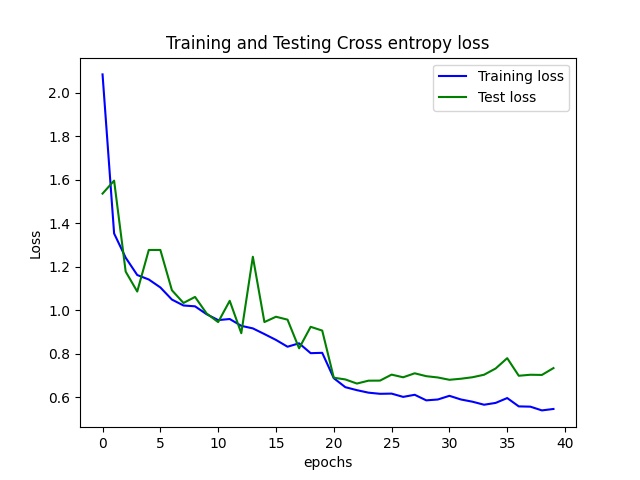 Training and Testing Cross entropy loss
Training loss
Test loss
2.0
1.8
1.6
1.4
1.2
1.0
0.8
0.6
Loss
0 5 10 15 20 25 30 35 40
epochs